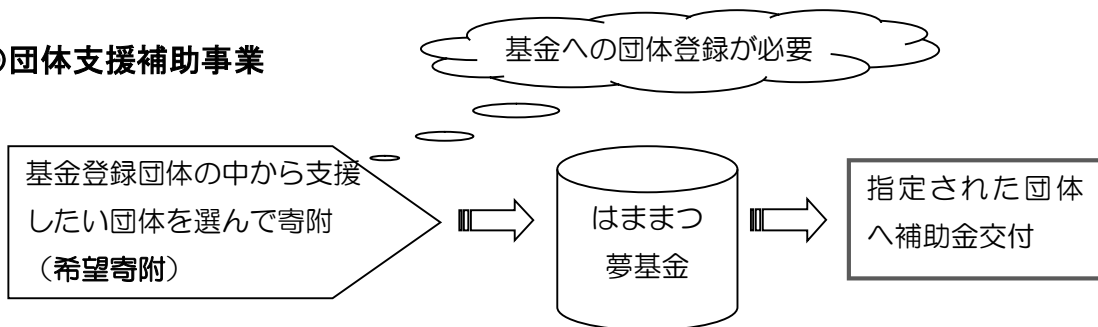 団体支援補助事業
基金への団体登録が必要
基金登録団体の中から支援
したい団体を選んで寄附
（希望寄附）
はままつ
夢基金
指定された団体
へ補助金交付